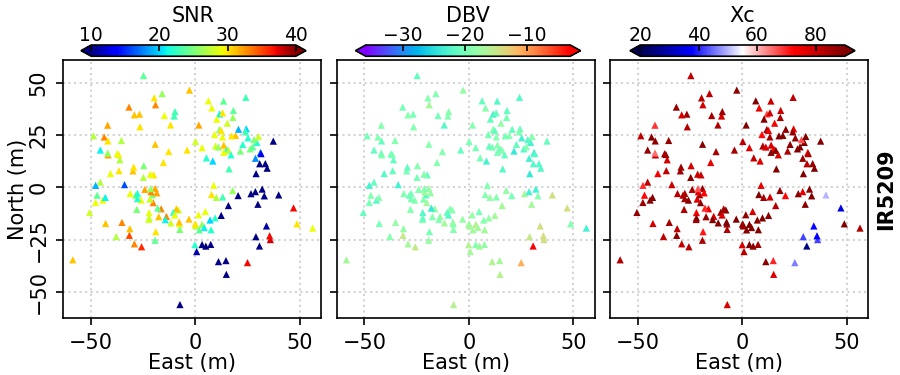 SNR DBV Xc
10 20 30 40 −30 −20 −10 20 40 60 80
North (m)
50
25
0
−25
−50
−50 0 50 −50 0 50 −50 0 50
East (m) East (m) East (m)
IR5209